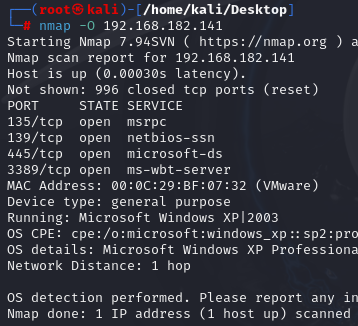 ┌──(root㉿kali)-[/home/kali/Desktop]
└─# nmap -O 192.168.182.141
Starting Nmap 7.94SVN ( https://nmap.org ) a
Nmap scan report for 192.168.182.141
Host is up (0.00030s latency).
Not shown: 996 closed tcp ports (reset)
PORT     STATE SERVICE
135/tcp  open  msrpc
139/tcp  open  netbios-ssn
445/tcp  open  microsoft-ds
3389/tcp open  ms-wbt-server
MAC Address: 00:0C:29:BF:07:32 (VMware)
Device type: general purpose
Running: Microsoft Windows XP|2003
OS CPE: cpe:/o:microsoft:windows_xp::sp2:pro
OS details: Microsoft Windows XP Professiona
Network Distance: 1 hop
OS detection performed. Please report any in
Nmap done: 1 IP address (1 host up) scanned